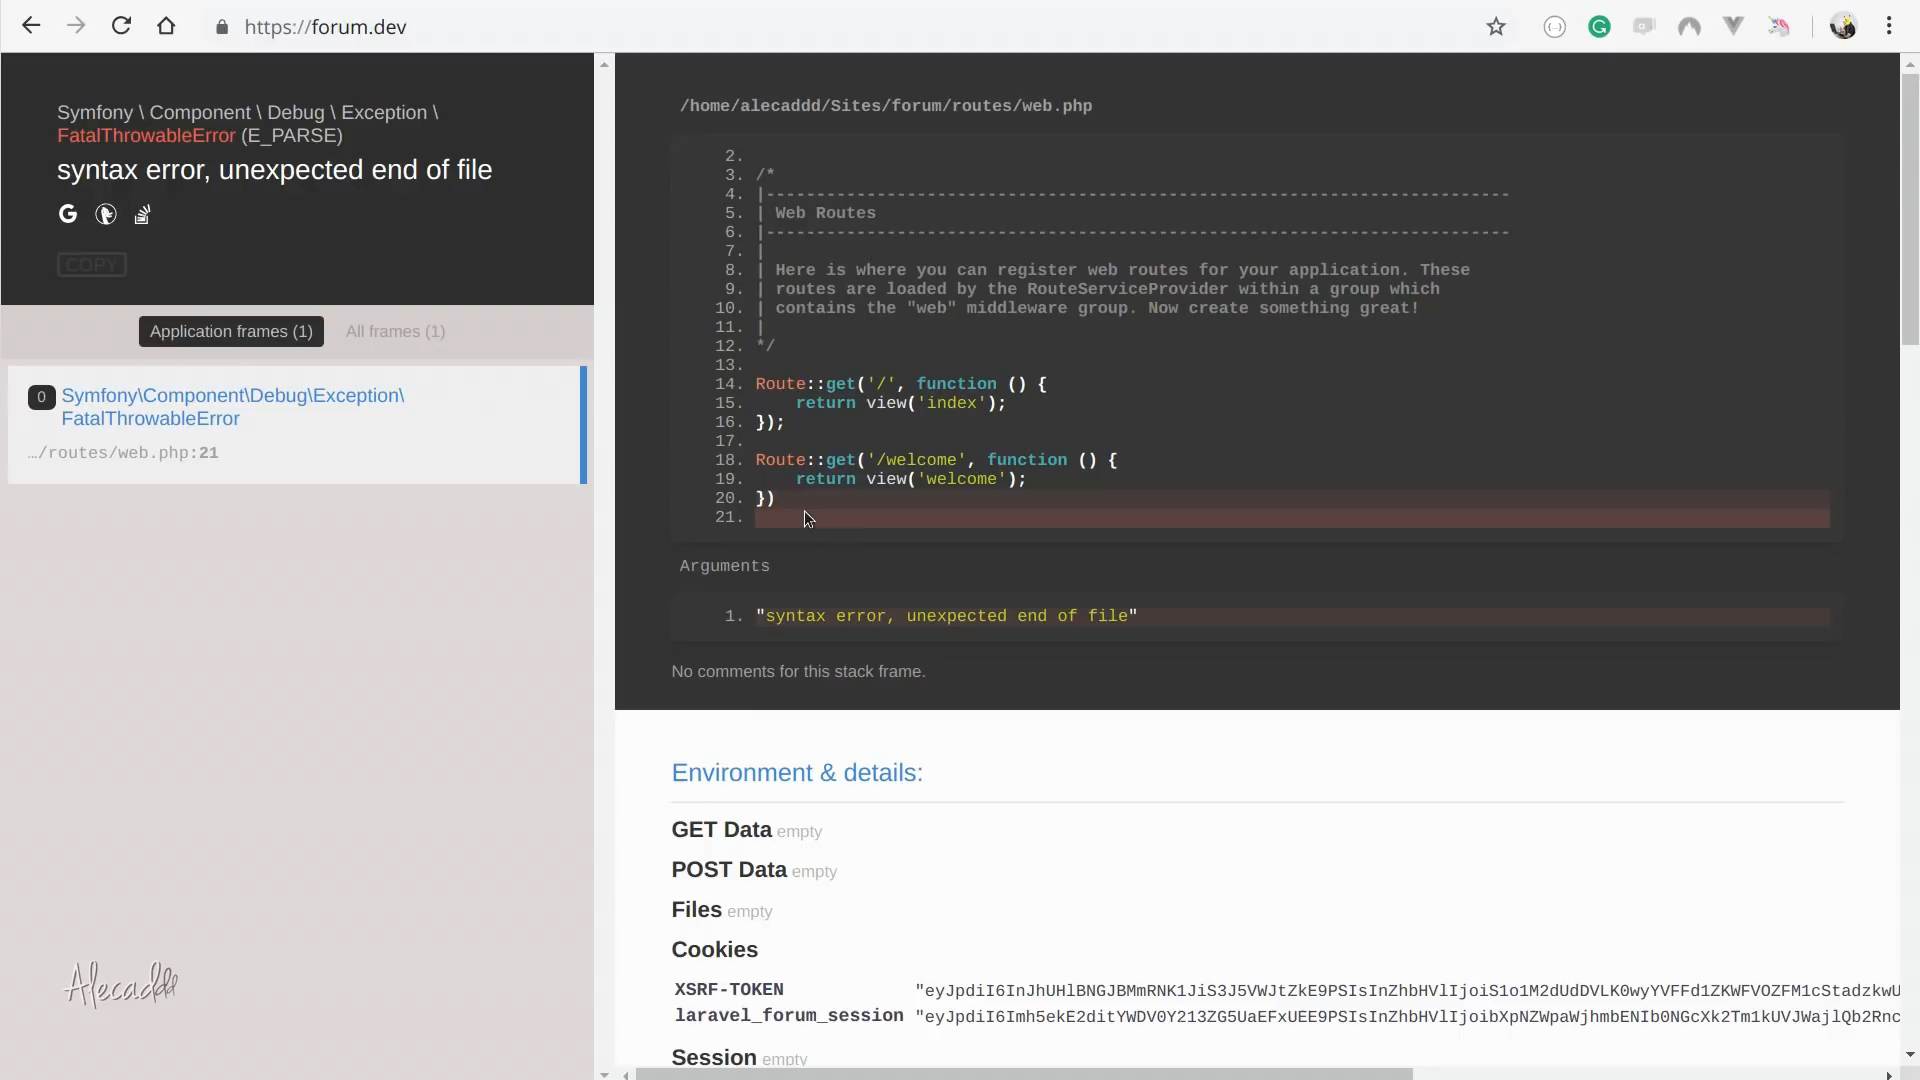 https://forum.dev
Symfony \ Component \ Debug \ Exception \
FatalThrowableError (E_PARSE)
syntax error, unexpected end of file
COPY
Application frames (1) All frames (1)
0 Symfony\Component\Debug\Exception\
FatalThrowableError
…/routes/web.php:21
Alecaddd
/home/alecaddd/Sites/forum/routes/web.php
2.
3. /*
4. |--------------------------------------------------------------------------
5. | Web Routes
6. |--------------------------------------------------------------------------
7. |
8. | Here is where you can register web routes for your application. These
9. | routes are loaded by the RouteServiceProvider within a group which
10. | contains the "web" middleware group. Now create something great!
11. |
12. */
13.
14. Route::get('/', function () {
15.     return view('index');
16. });
17.
18. Route::get('/welcome', function () {
19.     return view('welcome');
20. })
21.
Arguments
1. "syntax error, unexpected end of file"
No comments for this stack frame.
Environment & details:
GET Data empty
POST Data empty
Files empty
Cookies
XSRF-TOKEN
laravel_forum_session
Session empty